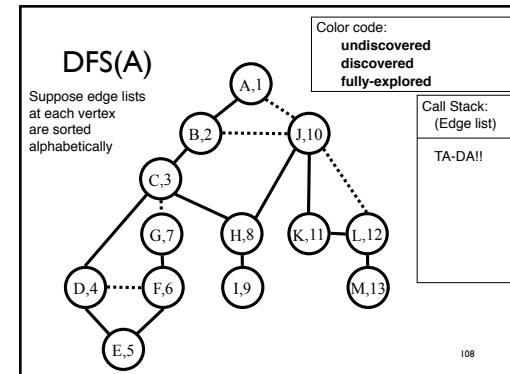 DFS(A)
Suppose edge lists
at each vertex
are sorted
alphabetically
Color code:
undiscovered
discovered
fully-explored
Call Stack:
(Edge list)
TA-DA!!
A,1
B,2
J,10
C,3
G,7
H,8
K,11
L,12
D,4
F,6
I,9
M,13
E,5
108